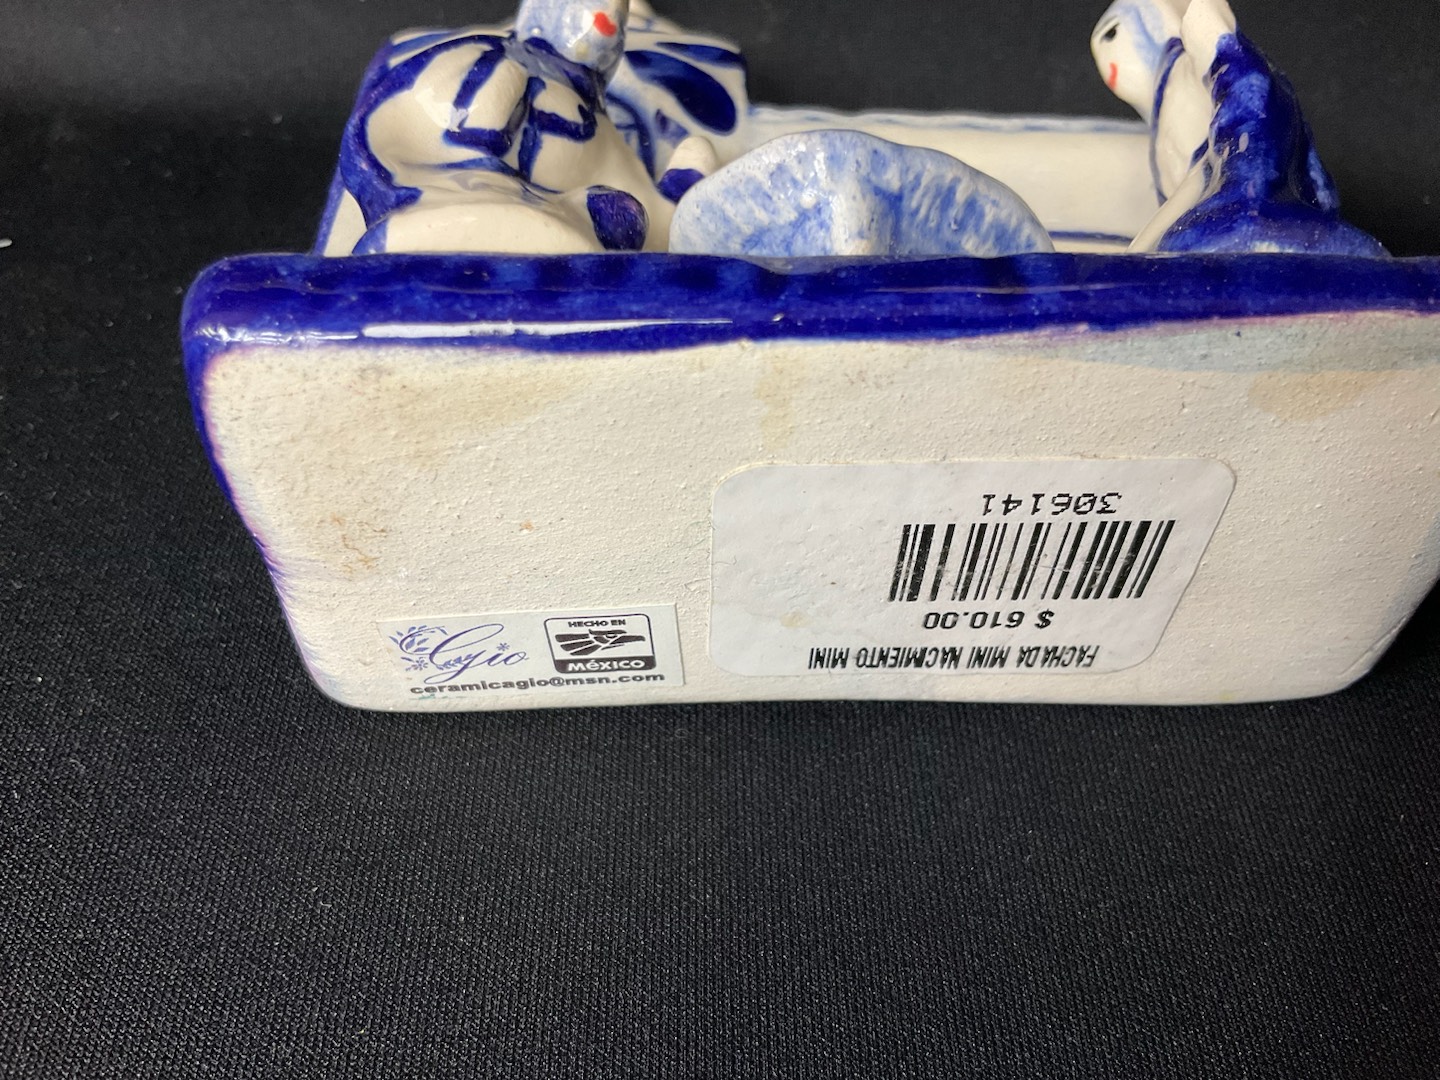 Gio
HECHO EN
MÉXICO
ceramicagio@msn.com
FACHADA MINI NACIMIENTO MINI
$ 610.00
306141